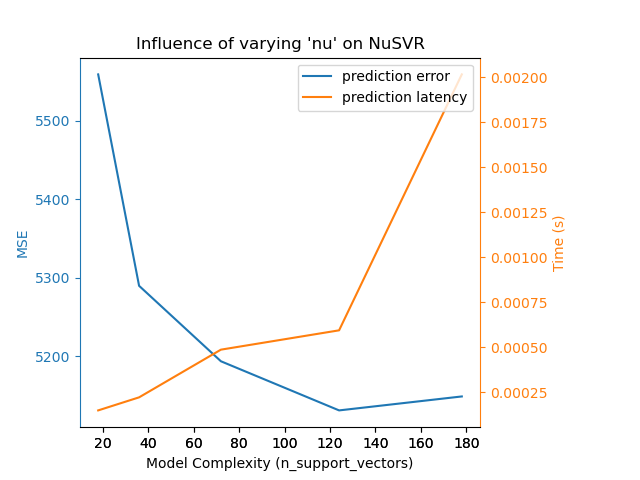 Influence of varying 'nu' on NuSVR
prediction error
prediction latency
MSE
5500
5400
5300
5200
0.00200
0.00175
0.00150
0.00125
0.00100
0.00075
0.00050
0.00025
Time (s)
20 40 60 80 100 120 140 160 180
Model Complexity (n_support_vectors)